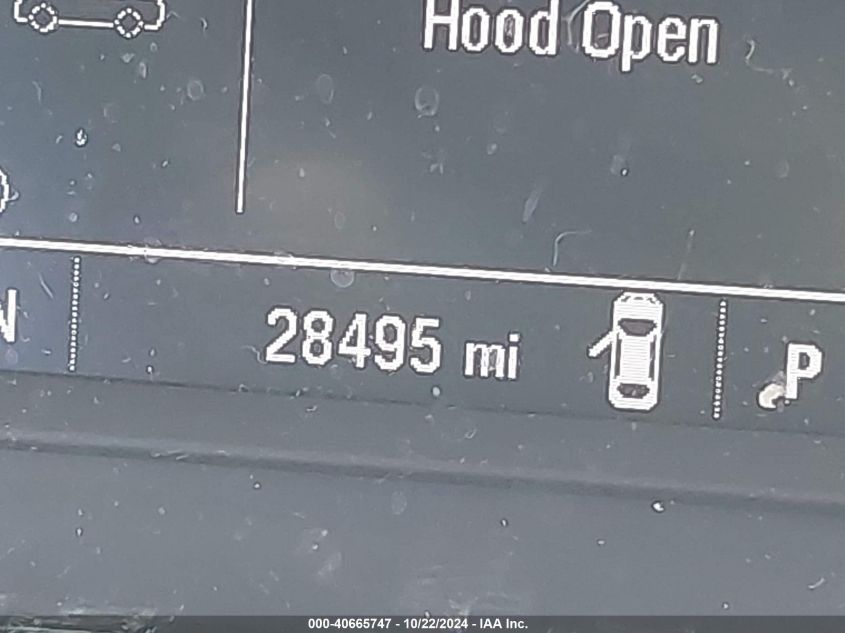 Hood Open
28495 mi
P
000-40665747 - 10/22/2024 - IAA Inc.